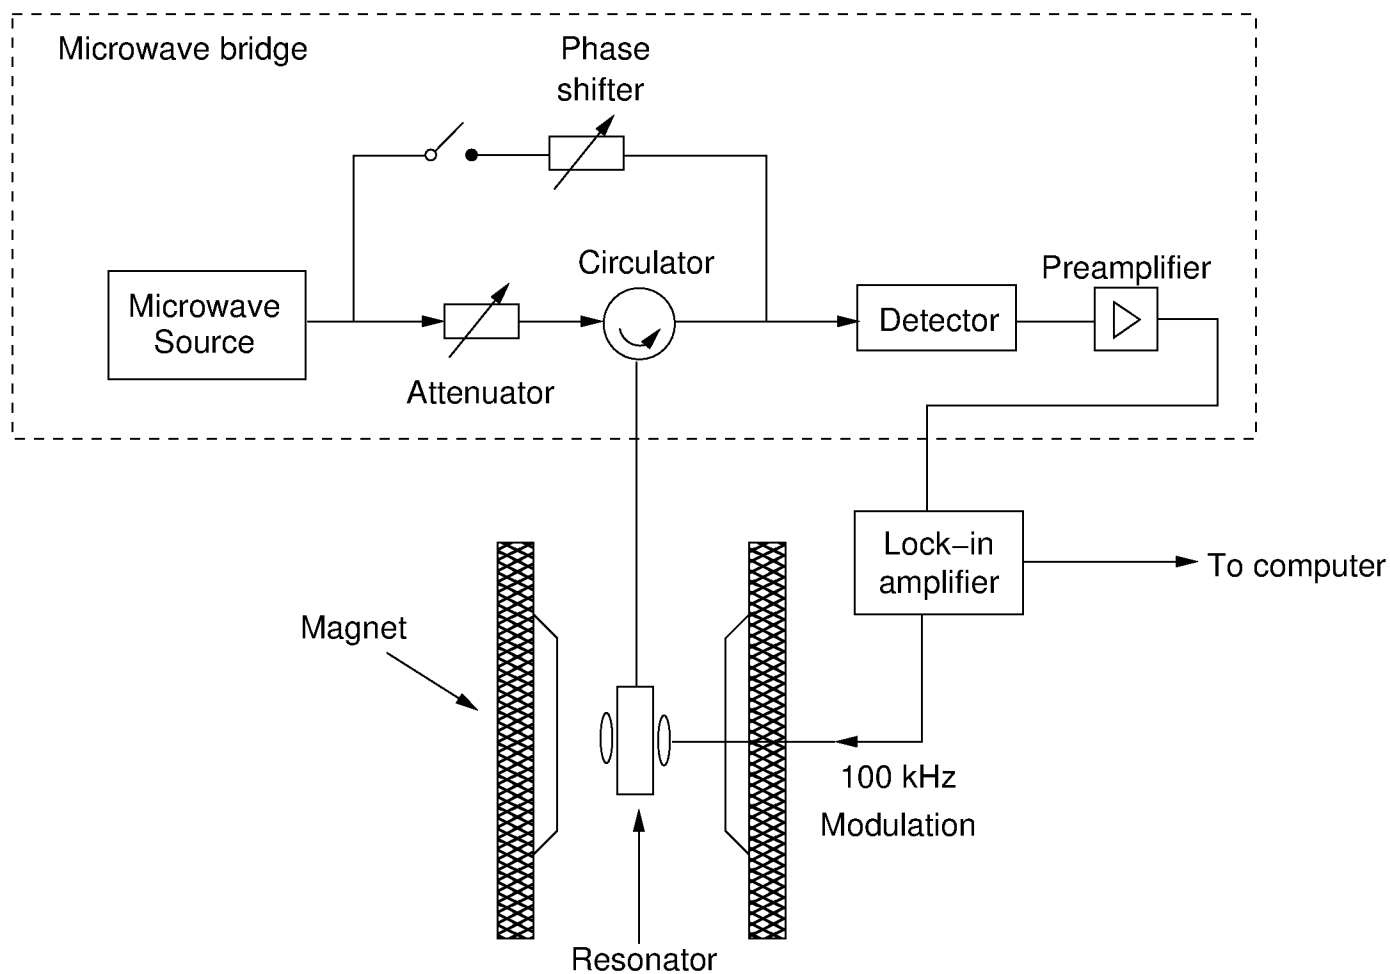 Microwave bridge
Phase
shifter
Circulator
Preamplifier
Microwave
Source
Detector
Attenuator
Lock−in
amplifier
To computer
Magnet
100 kHz
Modulation
Resonator